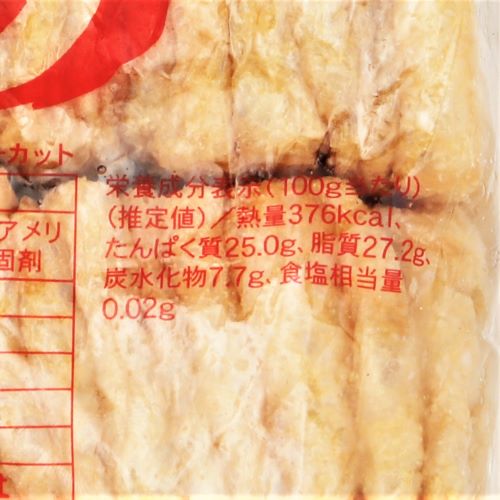 カット
アメリ
固剤
栄養成分表示(100g当たり)
(推定値)/熱量376kcal、
たんぱく質25.0g、脂質27.2g、
炭水化物7.7g、食塩相当量
0.02g